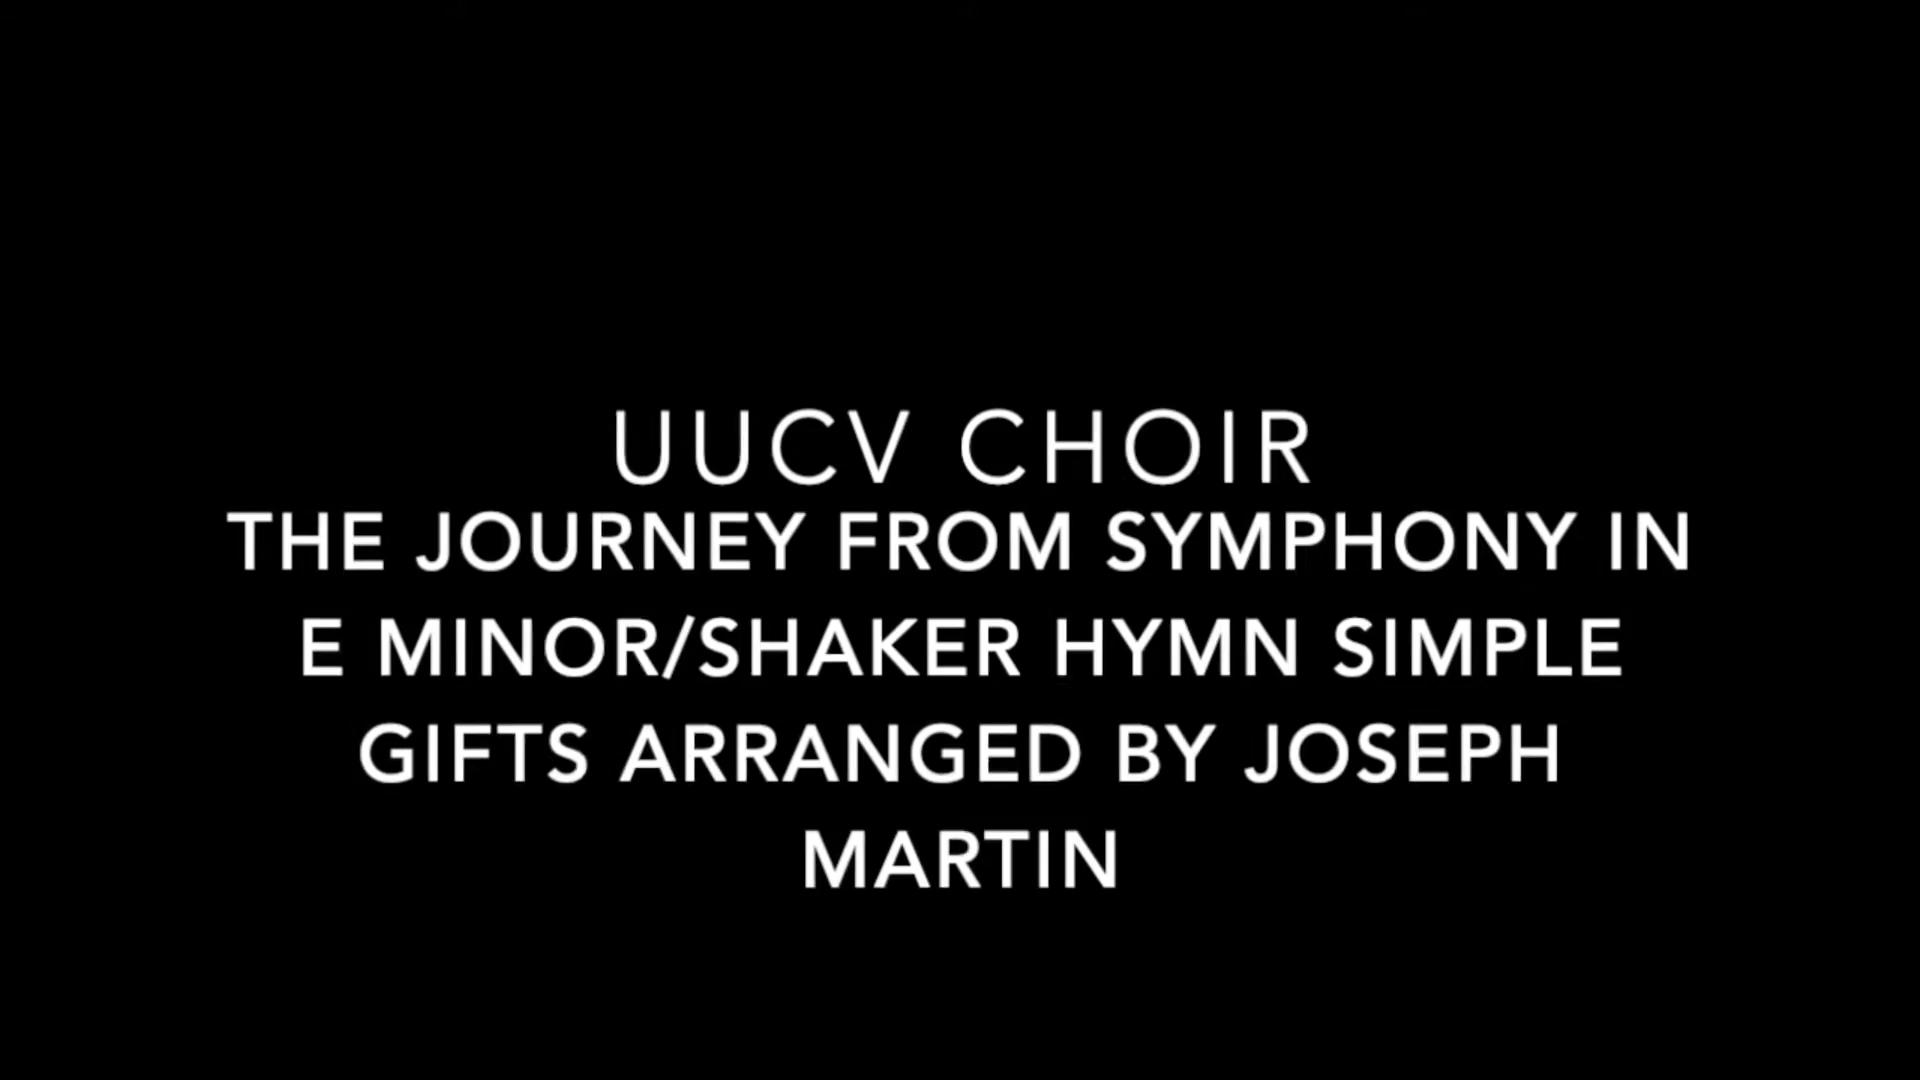 UUCV CHOIR
THE JOURNEY FROM SYMPHONY IN
E MINOR/SHAKER HYMN SIMPLE
GIFTS ARRANGED BY JOSEPH
MARTIN